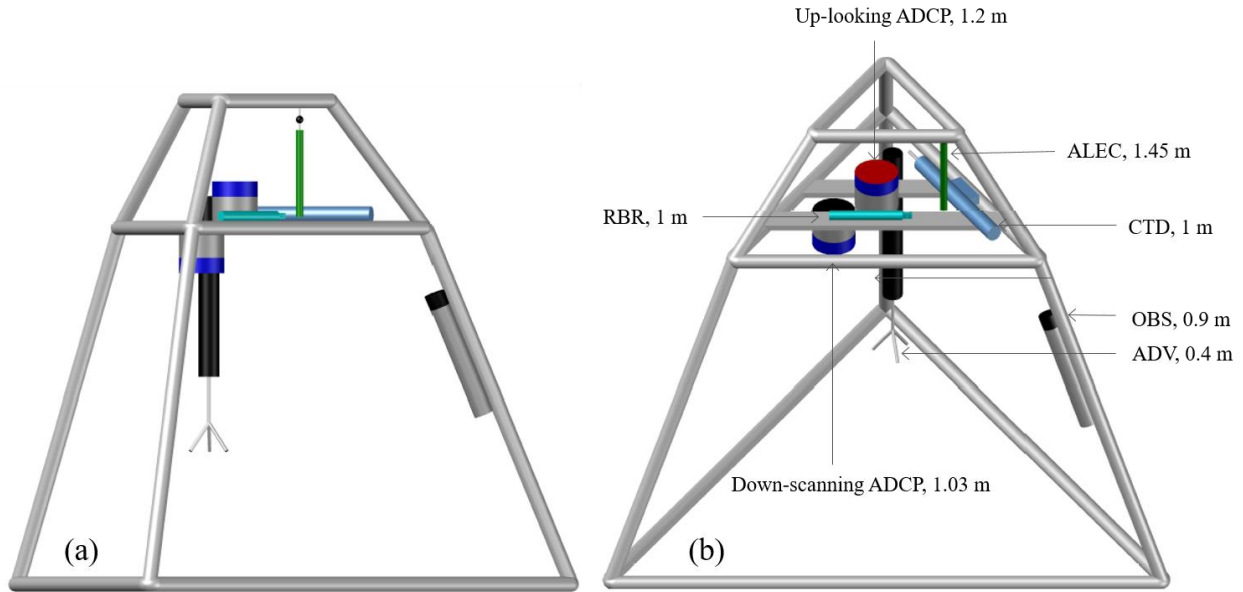 Up-looking ADCP, 1.2 m
ALEC, 1.45 m
RBR, 1 m
CTD, 1 m
OBS, 0.9 m
ADV, 0.4 m
Down-scanning ADCP, 1.03 m
(a)
(b)